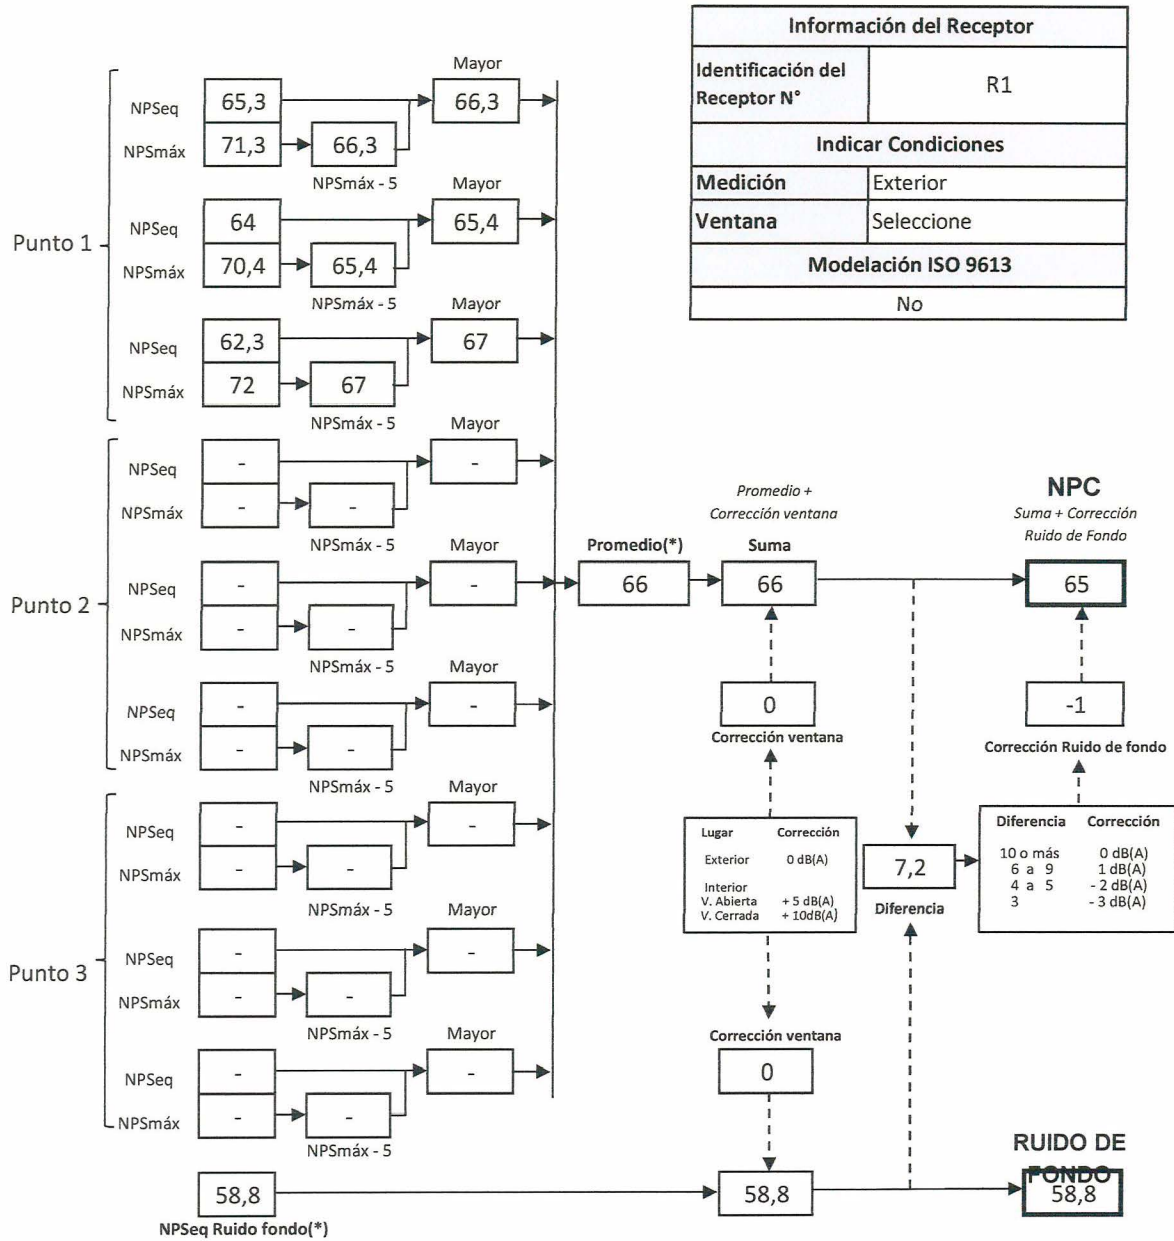 Información del Receptor
Identificación del
Receptor N°
R1
Indicar Condiciones
Medición Exterior
Ventana Seleccione
Modelación ISO 9613
No
Punto 1
Mayor
NPSeq 65,3 66,3
NPSmáx 71,3 66,3
NPSmáx - 5
Mayor
NPSeq 64 65,4
NPSmáx 70,4 65,4
NPSmáx - 5
Mayor
NPSeq 62,3 67
NPSmáx 72 67
NPSmáx - 5
Punto 2
Mayor
NPSeq - -
NPSmáx - -
NPSmáx - 5
Mayor
NPSeq - -
NPSmáx - -
NPSmáx - 5
Mayor
NPSeq - -
NPSmáx - -
NPSmáx - 5
Punto 3
Mayor
NPSeq - -
NPSmáx - -
NPSmáx - 5
Mayor
NPSeq - -
NPSmáx - -
NPSmáx - 5
Mayor
NPSeq - -
NPSmáx - -
NPSmáx - 5
58,8
NPSeq Ruido fondo(*)
Promedio(*)
66
Promedio +
Corrección ventana
Suma
66
0
Corrección ventana
Lugar Corrección
Exterior 0 dB(A)
Interior
V. Abierta + 5 dB(A)
V. Cerrada + 10dB(A)
Corrección ventana
0
58,8
7,2
Diferencia
NPC
Suma + Corrección
Ruido de Fondo
65
-1
Corrección Ruido de fondo
Diferencia Corrección
10 o más 0 dB(A)
6 a 9 1 dB(A)
4 a 5 - 2 dB(A)
3 - 3 dB(A)
RUIDO DE
FONDO
58,8